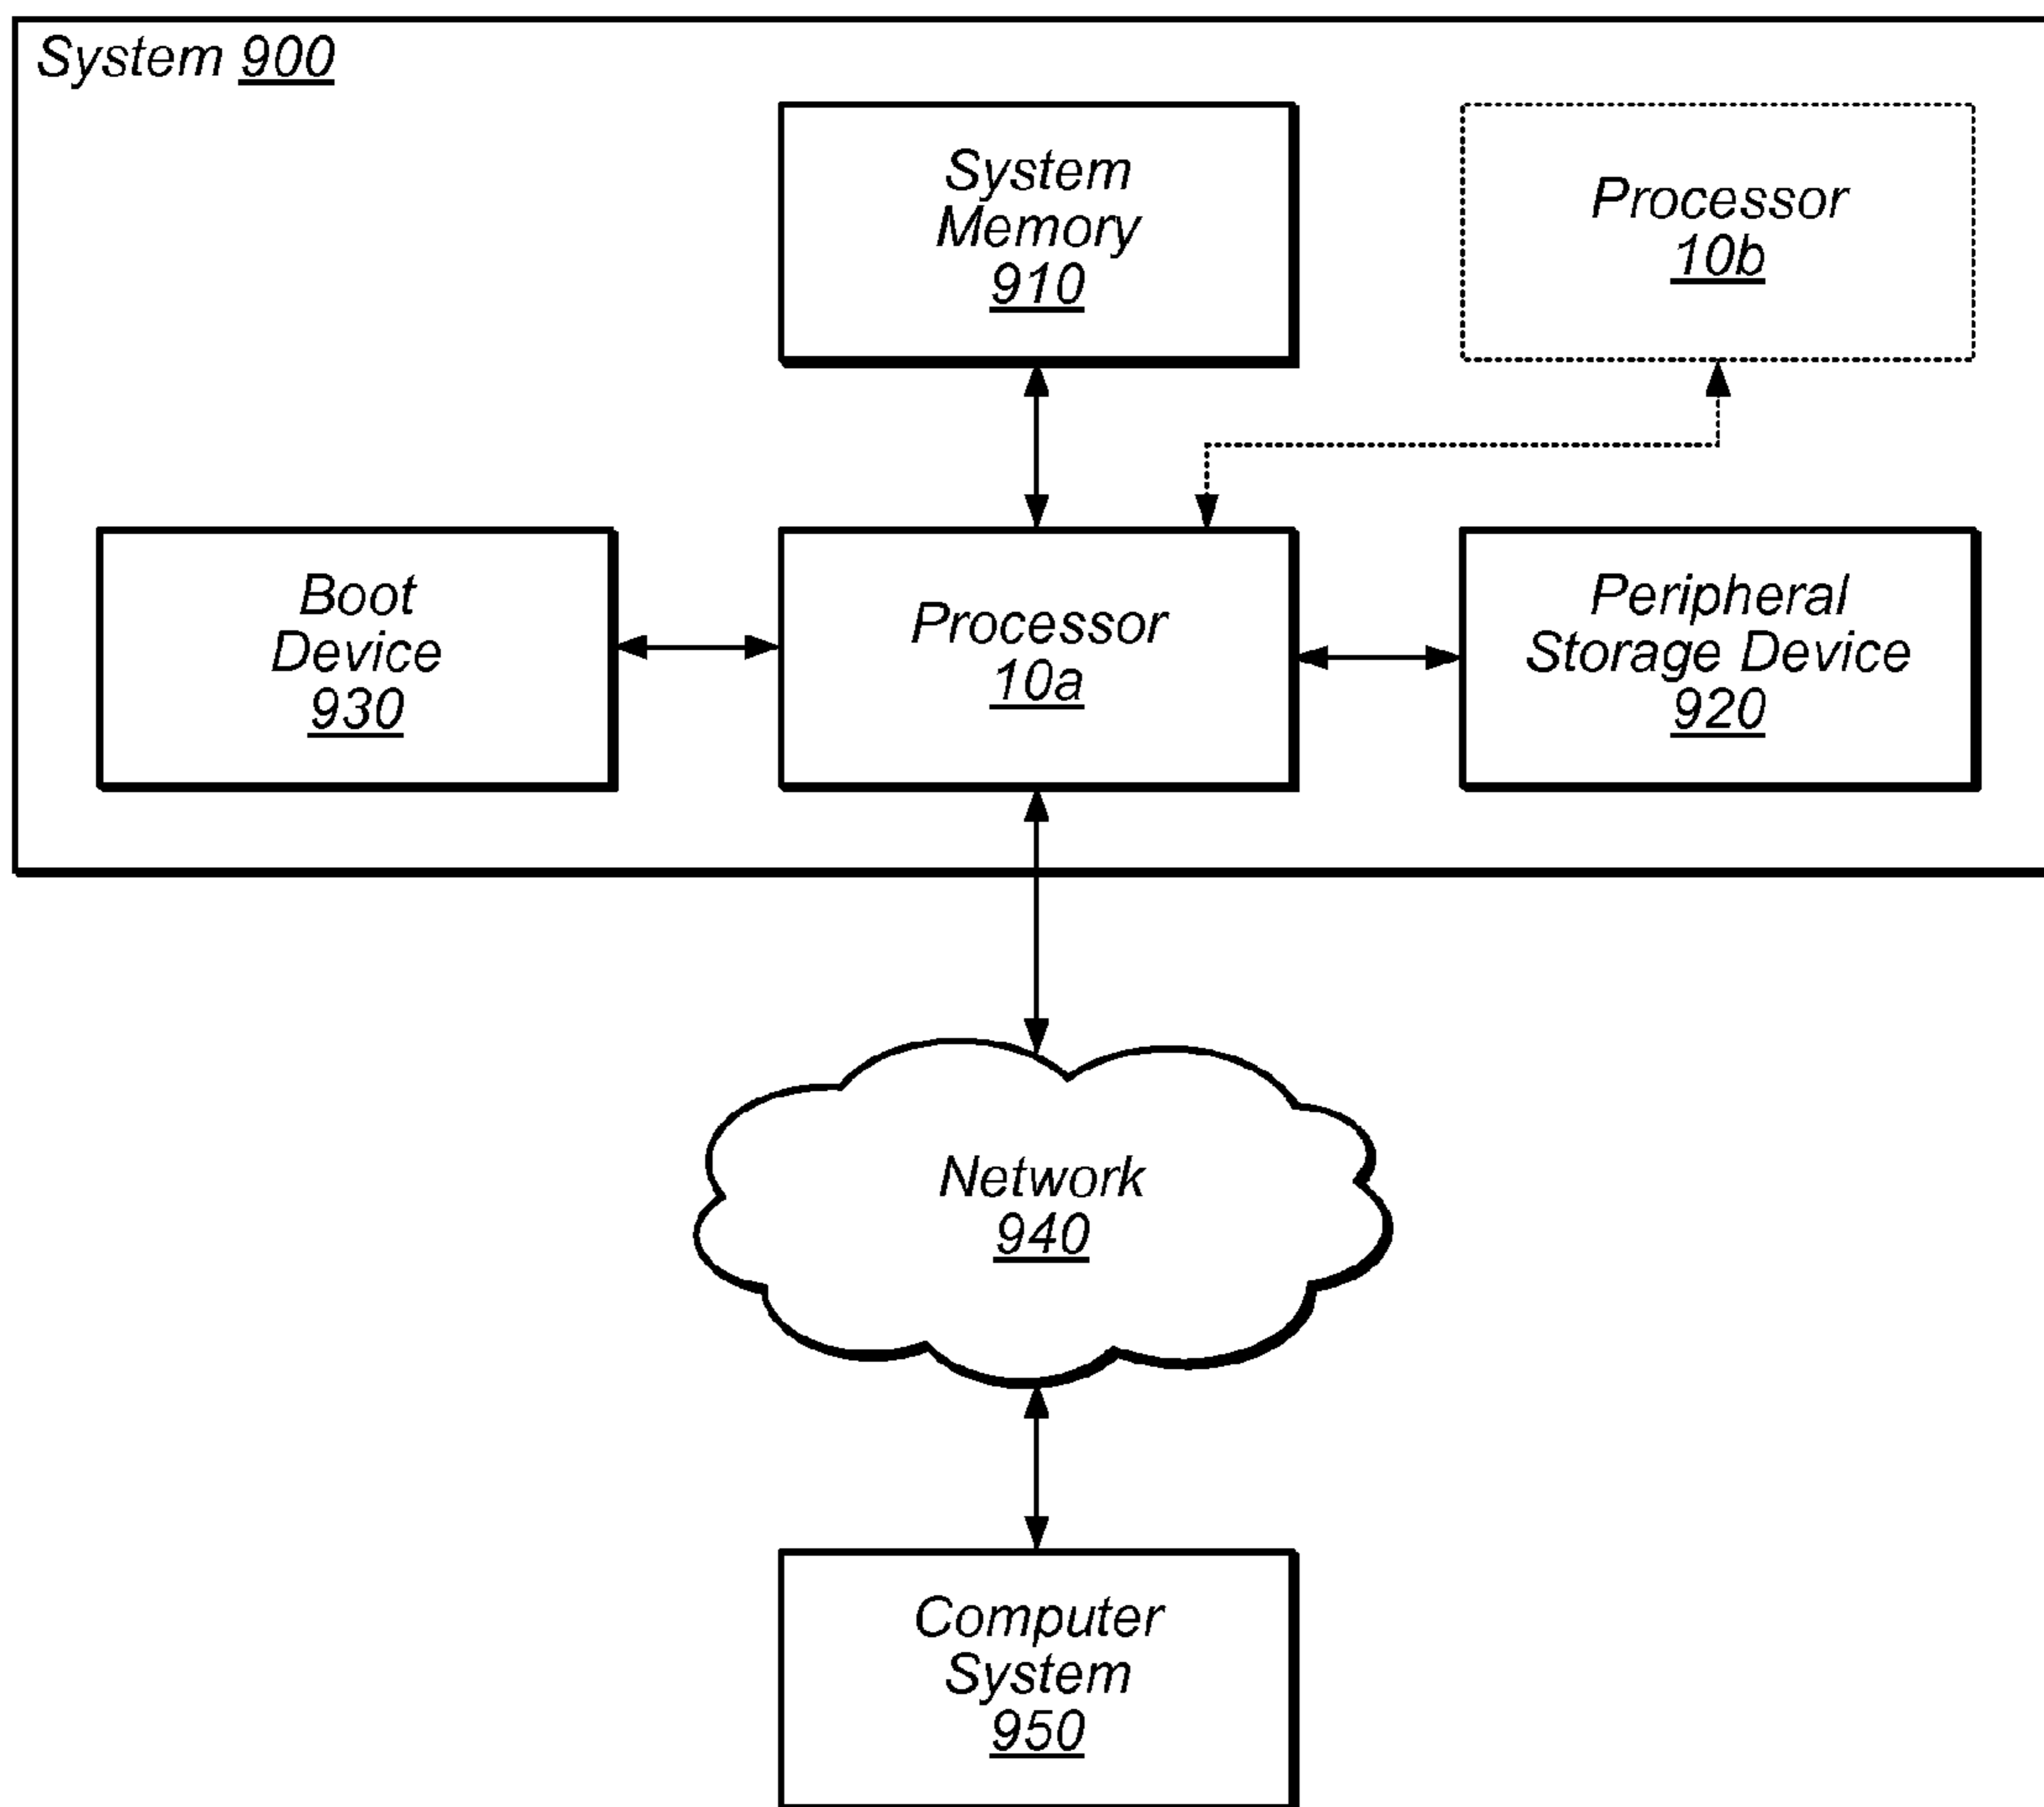 System 900
System
Memory
910
Processor
10b
Boot
Device
930
Processor
10a
Peripheral
Storage Device
920
Network
940
Computer
System
950